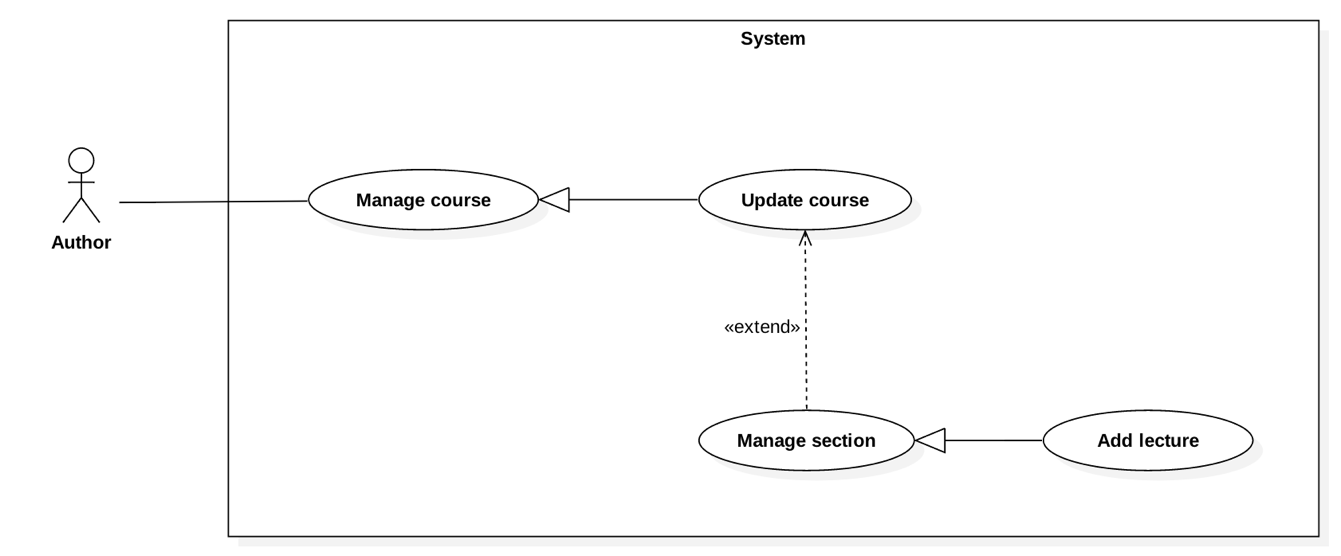 System
Manage course
Update course
Author
«extend»
Manage section
Add lecture